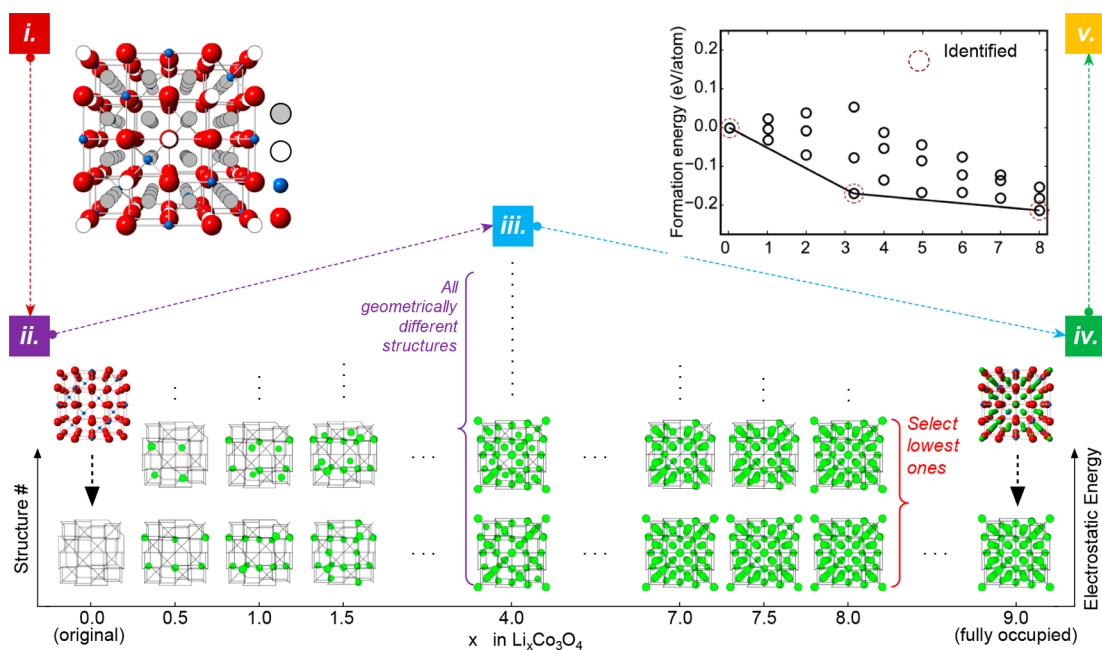 i.
v.
Identified
Formation energy (eV/atom)
0.2
0.1
0.0
−0.1
−0.2
0 1 2 3 4 5 6 7 8
iii.
ii.
iv.
All
geometrically
different
structures
Select
lowest
ones
Structure #
Electrostatic Energy
0.0 0.5 1.0 1.5 4.0 7.0 7.5 8.0 9.0
(original)
(fully occupied)
x in LiₓCo₃O₄